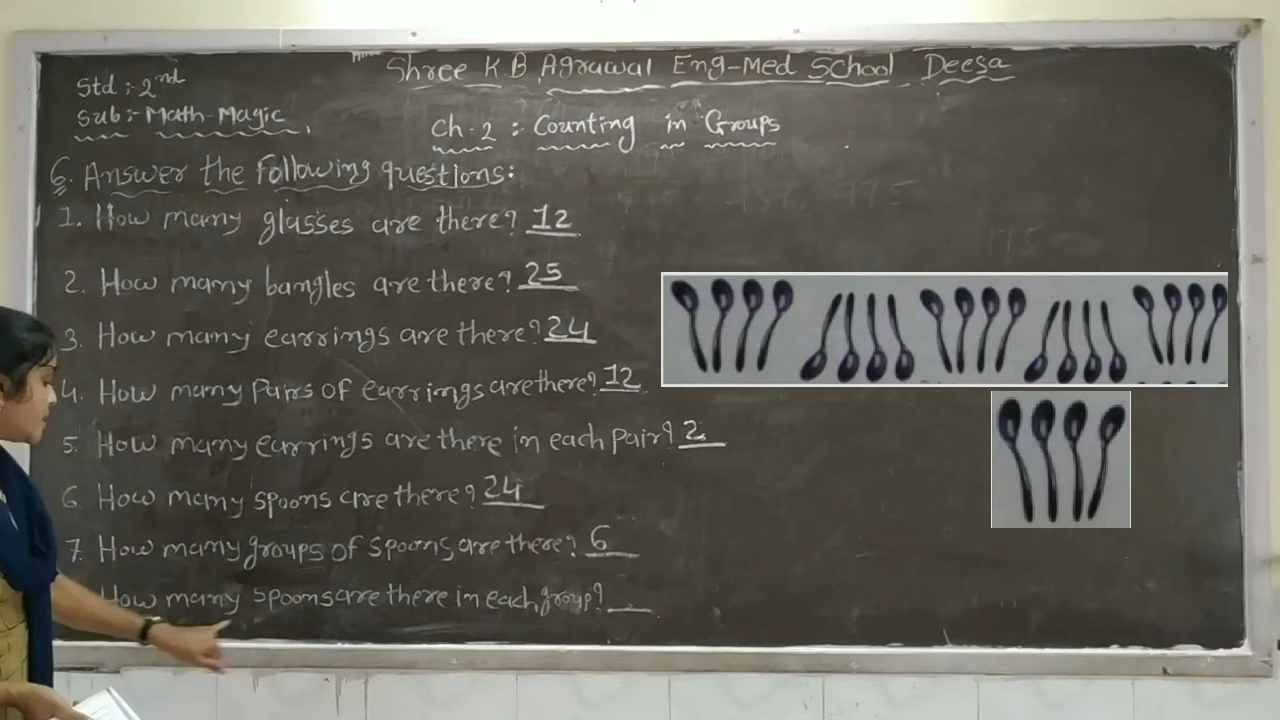 Shree K B Agrawal Eng-Med School Deesa
Std :- 2nd
Sub:- Math-Magic
Ch-2 : Counting in Groups
6. Answer the following questions:
1. How many glasses are there? 12
2. How many bangles are there? 25
3. How many earrings are there? 24
4. How many Pairs of earrings are there? 12
5. How many earrings are there in each pair? 2
6. How many spoons are there? 24
7. How many groups of spoons are there? 6
How many spoons are there in each group? __